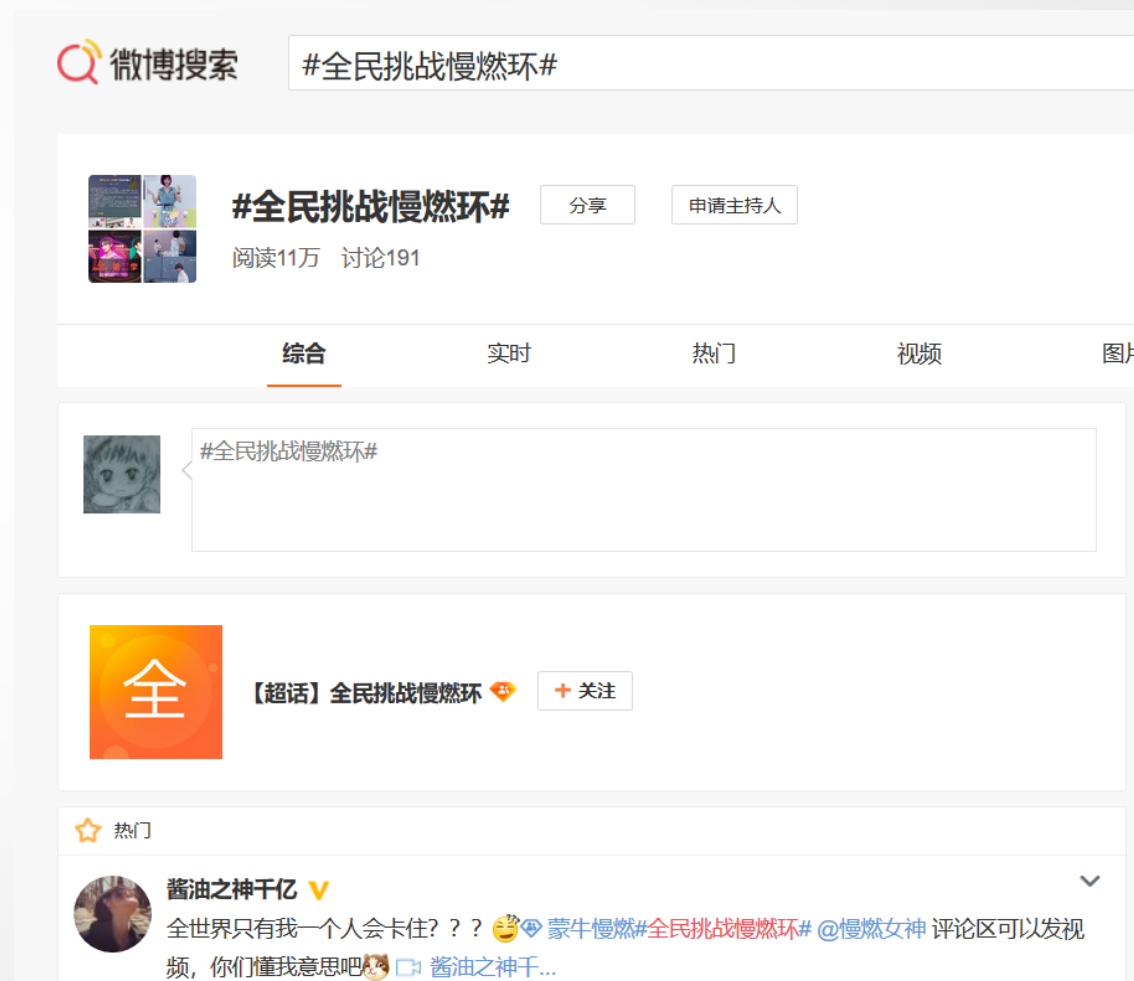 微博搜索
#全民挑战慢燃环#
#全民挑战慢燃环#
分享
申请主持人
阅读11万 讨论191
综合
实时
热门
视频
图片
#全民挑战慢燃环#
全
【超话】全民挑战慢燃环
+ 关注
热门
酱油之神千亿
全世界只有我一个人会卡住？？？ 蒙牛慢燃#全民挑战慢燃环# @慢燃女神 评论区可以发视
频，你们懂我意思吧 酱油之神千...